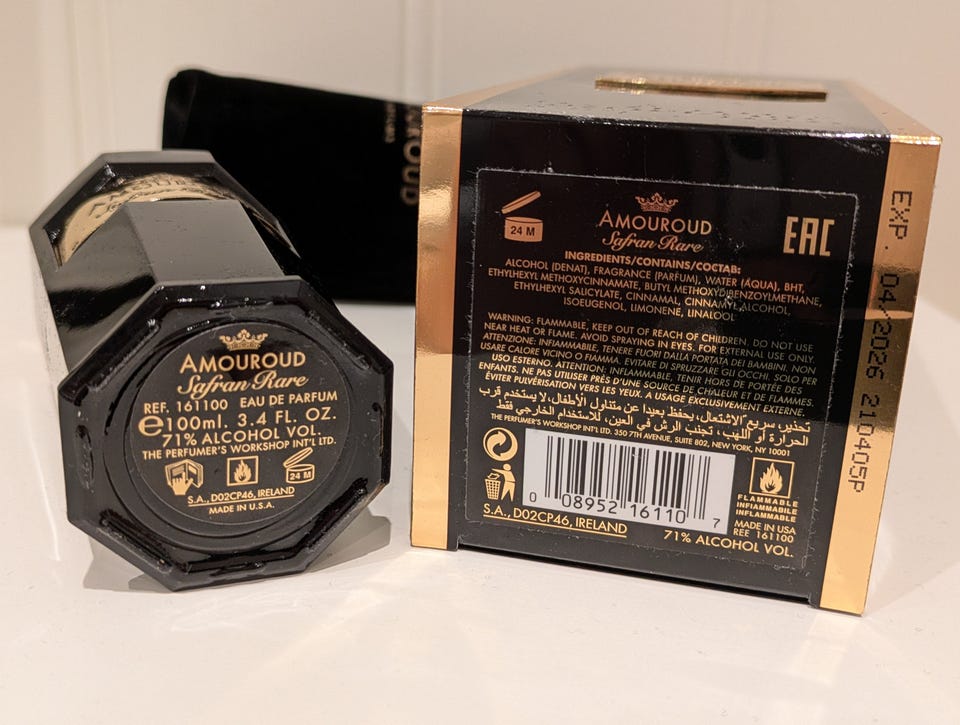 AMOUROUD
Safran Rare
REF. 161100 EAU DE PARFUM
e100ml. 3.4 FL. OZ.
71% ALCOHOL VOL.
THE PERFUMER'S WORKSHOP INT'L LTD.
24 M
S.A., D02CP46, IRELAND
MADE IN U.S.A.
OUD
24 M
AMOUROUD
Safran Rare
EAC
INGREDIENTS/CONTAINS/COCTAB:
ALCOHOL (DENAT), FRAGRANCE (PARFUM), WATER (AQUA), BHT,
ETHYLHEXYL METHOXYCINNAMATE, BUTYL METHOXYDIBENZOYLMETHANE,
ETHYLHEXYL SALICYLATE, CINNAMAL, CINNAMYL ALCOHOL,
ISOEUGENOL, LIMONENE, LINALOOL
WARNING: FLAMMABLE, KEEP OUT OF REACH OF CHILDREN. DO NOT USE
NEAR HEAT OR FLAME. AVOID SPRAYING IN EYES. FOR EXTERNAL USE ONLY.
ATTENZIONE: INFIAMMABILE, TENERE FUORI DALLA PORTATA DEI BAMBINI. NON
USARE CALORE VICINO O FIAMMA. EVITARE DI SPRUZZARE GLI OCCHI. SOLO PER
USO ESTERNO. ATTENTION: INFLAMMABLE, TENIR HORS DE PORTÉE DES
ENFANTS. NE PAS UTILISER PRÈS D'UNE SOURCE DE CHALEUR ET DE FLAMMES.
ÉVITER PULVÉRISATION VERS LES YEUX. A USAGE EXCLUSIVEMENT EXTERNE.
تحذير، سريع الاشتعال، يحفظ بعيدا عن متناول الأطفال، لا يستخدم قرب
الحرارة أو اللهب، تجنب الرش في العين، للاستخدام الخارجي فقط
THE PERFUMER'S WORKSHOP INT'L LTD. 350 7TH AVENUE, SUITE 802, NEW YORK, NY 10001
0 08952 16110 7
FLAMMABLE
INFIAMMABILE
INFLAMMABLE
MADE IN USA
REF 161100
S.A., D02CP46, IRELAND
71% ALCOHOL VOL.
EXP. 04/2026 210405P